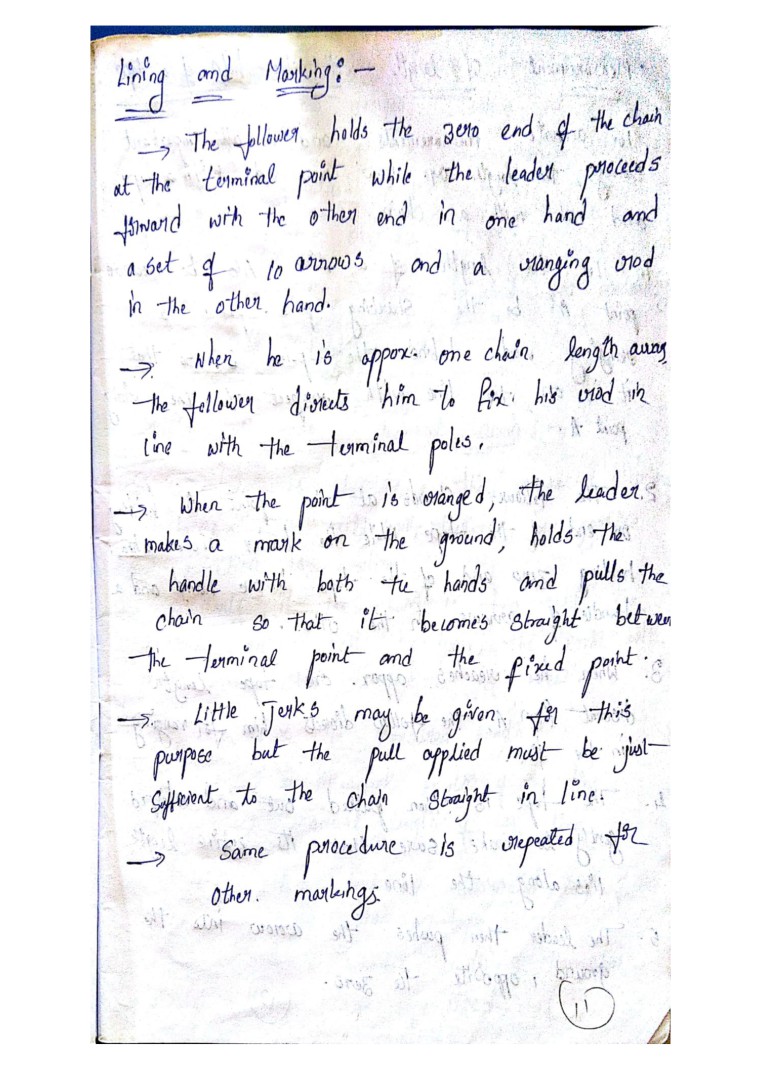 Lining and Marking:-
→ The follower holds the zero end of the chain
at the terminal point while the leader proceeds
forward with the other end in one hand and
a set of 10 arrows and a ranging rod
in the other hand.
→ When he is appox. one chain length away
the follower directs him to fix his rod in
line with the terminal poles.
→ When the point is ranged, the leader
makes a mark on the ground, holds the
handle with both the hands and pulls the
chain so that it becomes straight between
the terminal point and the fixed point.
→ Little Jerks may be given for this
purpose but the pull applied must be just
sufficient to the chain straight in line.
→ Same procedure is repeated for
other markings.
11